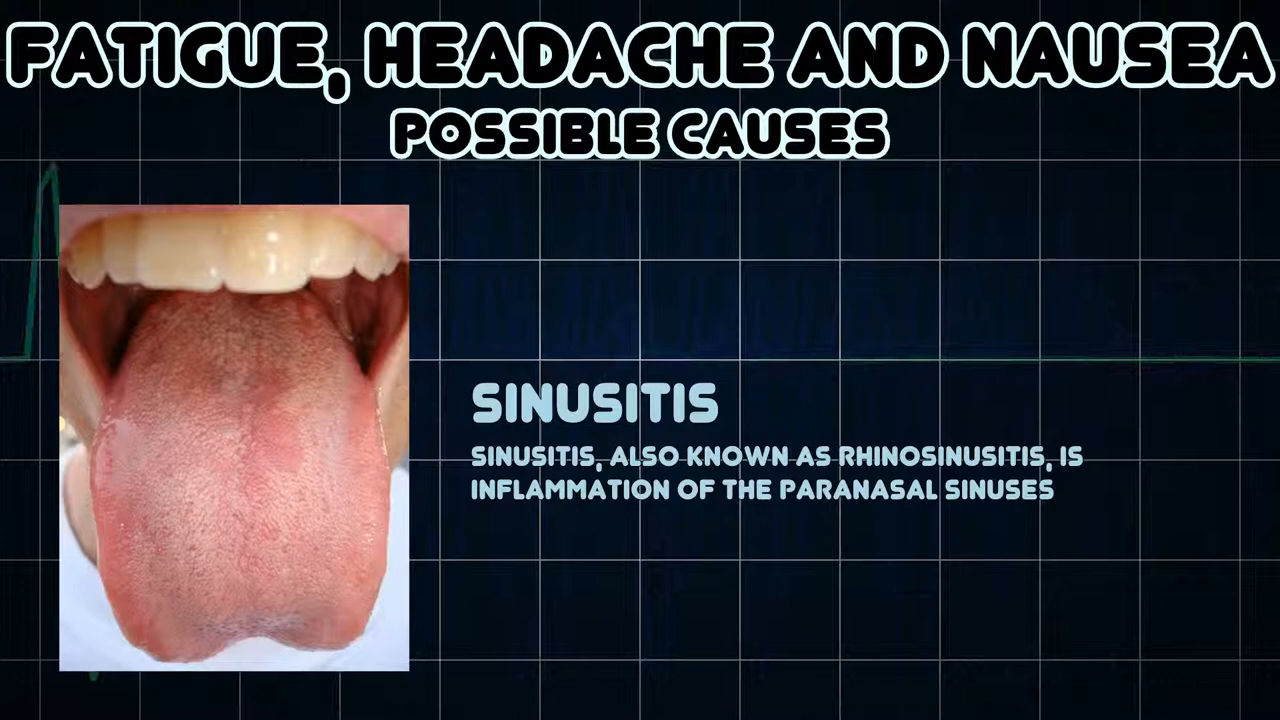 FATIGUE, HEADACHE AND NAUSEA
POSSIBLE CAUSES
SINUSITIS
SINUSITIS, ALSO KNOWN AS RHINOSINUSITIS, IS
INFLAMMATION OF THE PARANASAL SINUSES